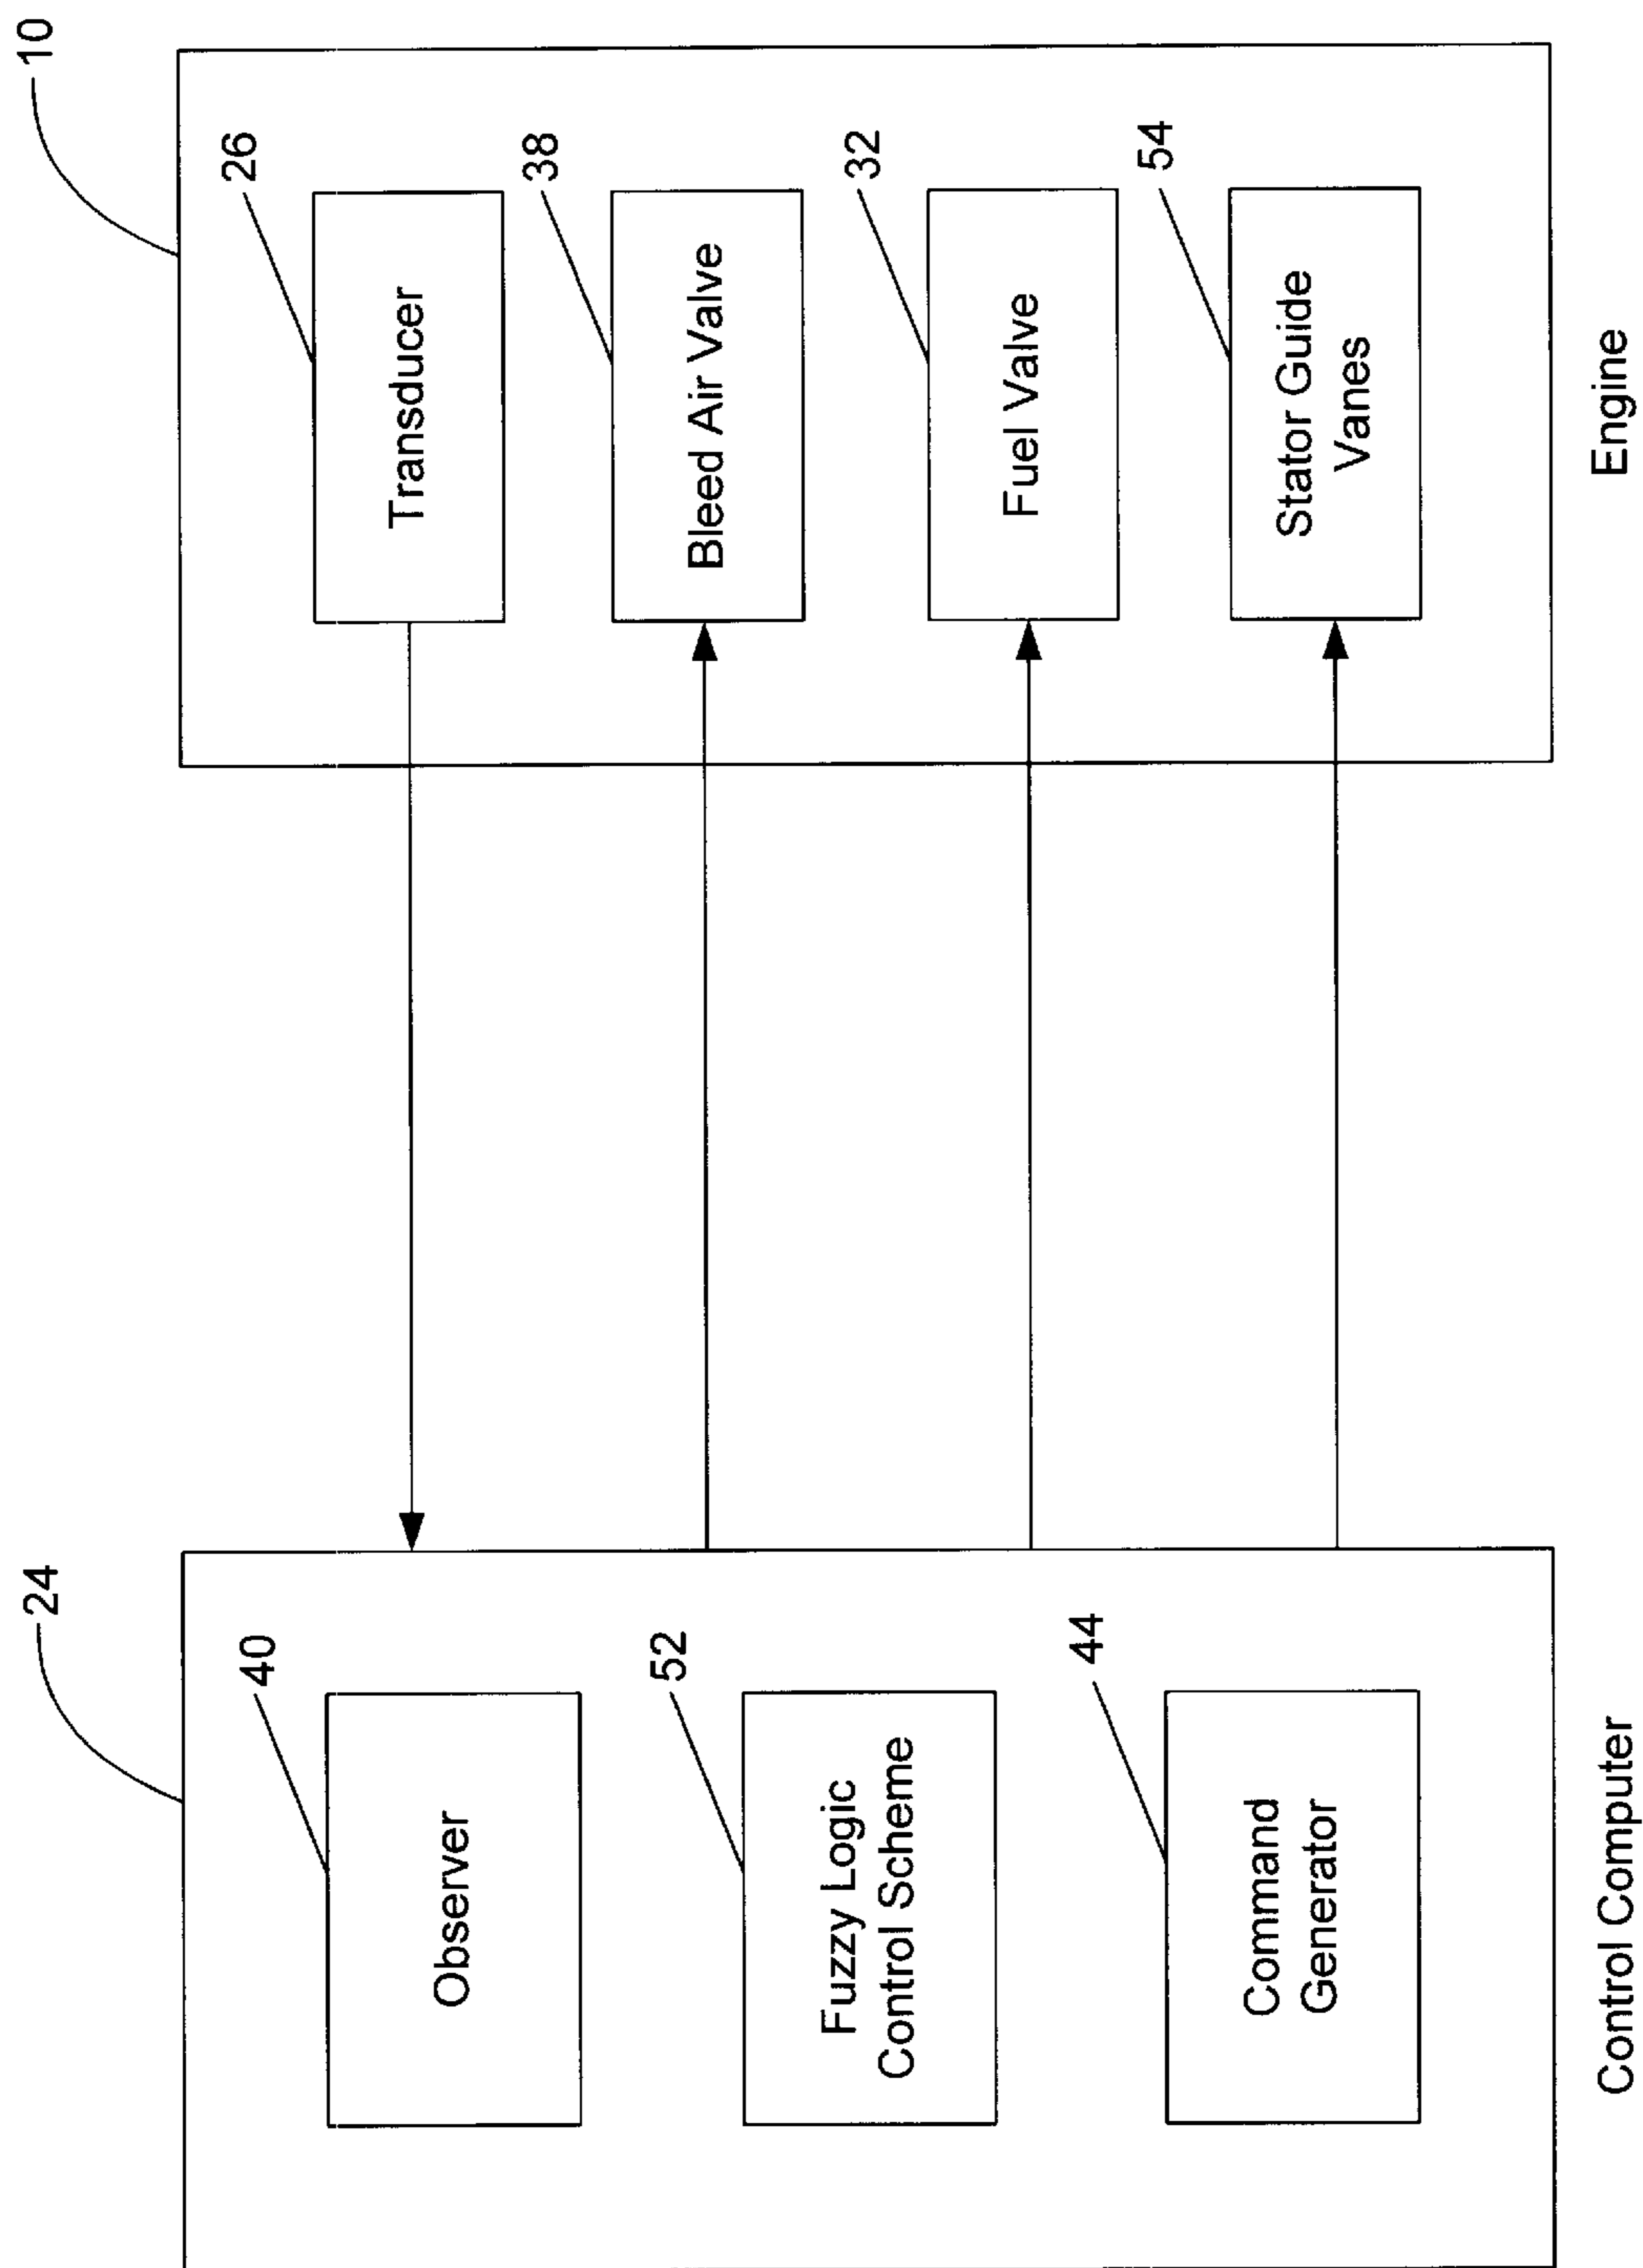 24
40
Observer
52
Fuzzy Logic
Control Scheme
44
Command
Generator
Control Computer
10
26
Transducer
38
Bleed Air Valve
32
Fuel Valve
54
Stator Guide
Vanes
Engine